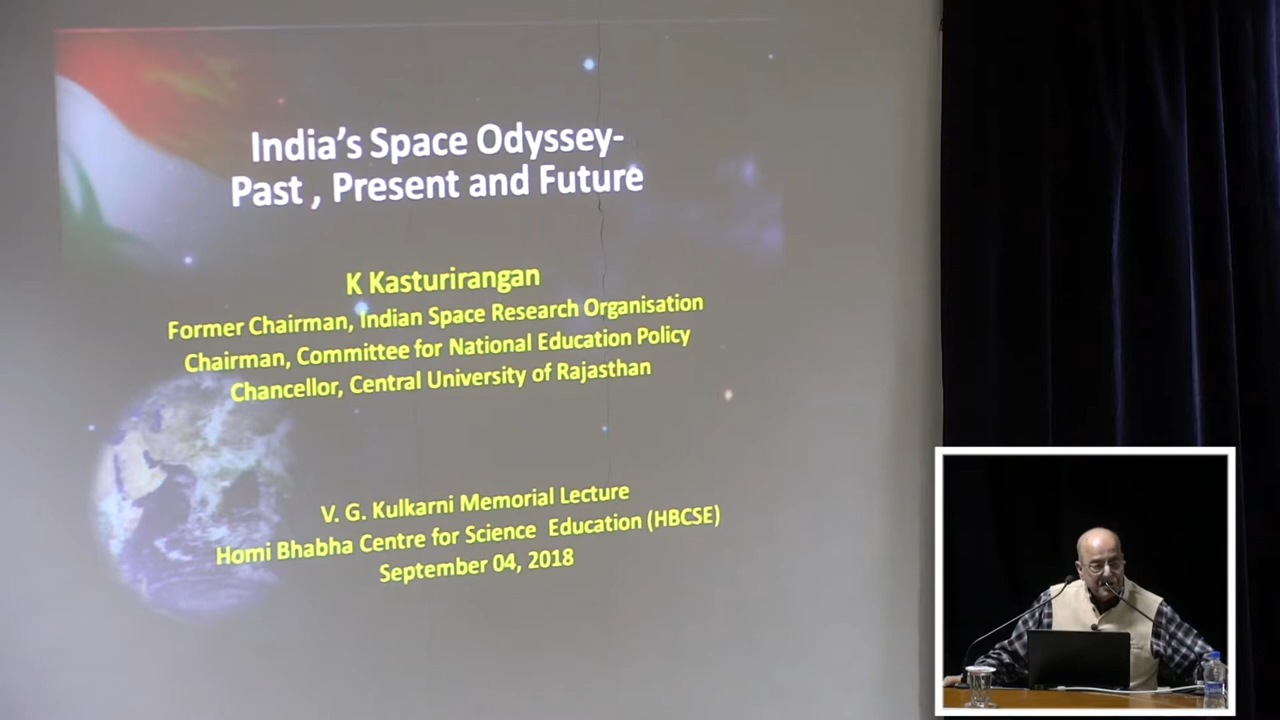 India's Space Odyssey-
Past , Present and Future
K Kasturirangan
Former Chairman, Indian Space Research Organisation
Chairman, Committee for National Education Policy
Chancellor, Central University of Rajasthan
V. G. Kulkarni Memorial Lecture
Homi Bhabha Centre for Science Education (HBCSE)
September 04, 2018